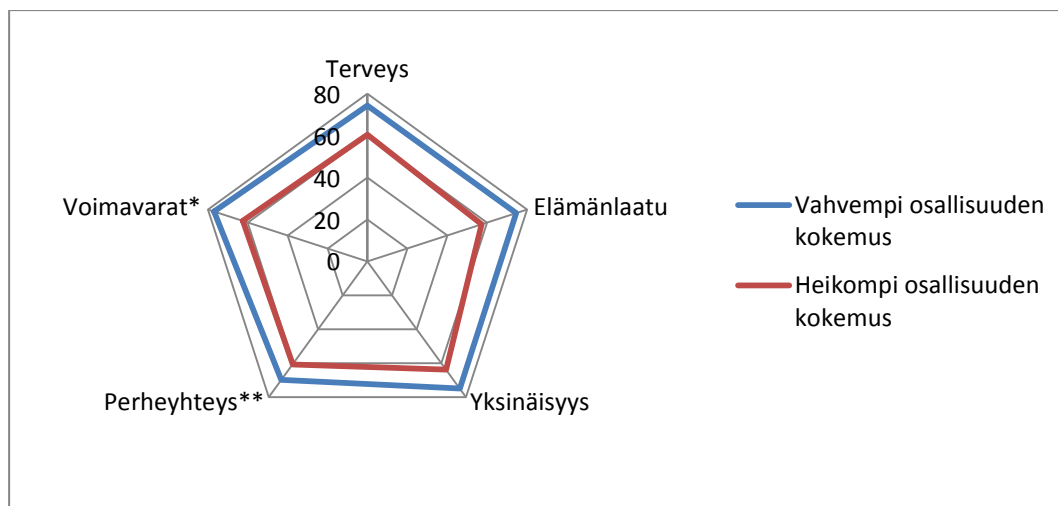 Terveys
80
60
40
20
0
Voimavarat*
Elämänlaatu
Perheyhteys**
Yksinäisyys
Vahvempi osallisuuden
kokemus
Heikompi osallisuuden
kokemus